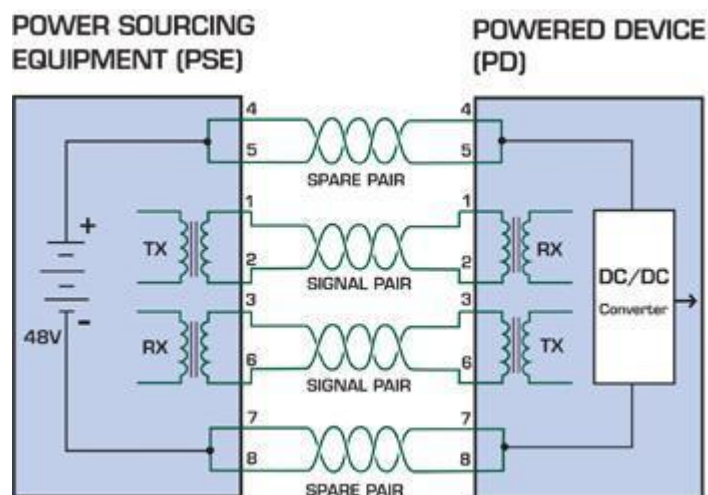 POWER SOURCING
EQUIPMENT (PSE)
POWERED DEVICE
(PD)
4
4
5
5
SPARE PAIR
1
1
+
TX
RX
2
2
SIGNAL PAIR
DC/DC
Converter
3
3
-
48V
RX
TX
6
6
SIGNAL PAIR
7
7
8
8
SPARE PAIR